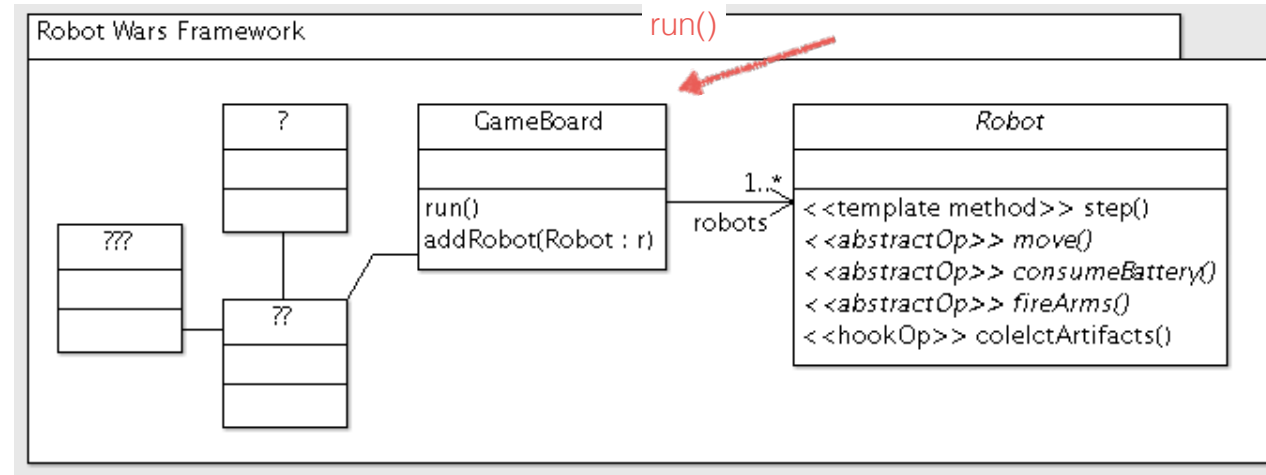 run()
Robot Wars Framework
?
GameBoard
Robot
run()
addRobot(Robot : r)
1..*
robots
<<template method>> step()
<<abstractOp>> move()
<<abstractOp>> consumeBattery()
<<abstractOp>> fireArms()
<<hookOp>> colelctArtifacts()
???
??